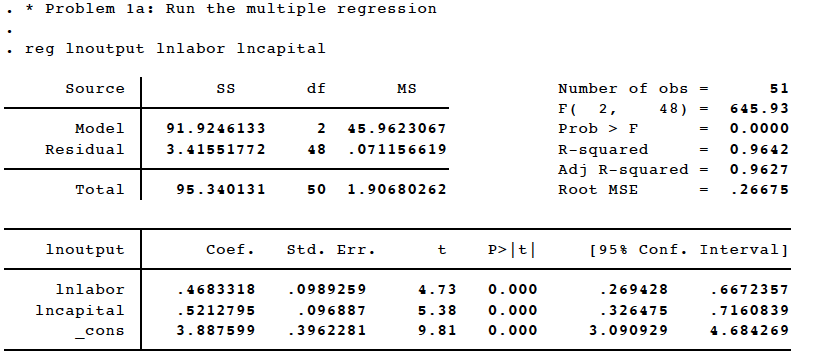 . * Problem 1a: Run the multiple regression
.
. reg lnoutput lnlabor lncapital
Source SS df MS Number of obs = 51
F( 2, 48) = 645.93
Model 91.9246133 2 45.9623067 Prob > F = 0.0000
Residual 3.41551772 48 .071156619 R-squared = 0.9642
Adj R-squared = 0.9627
Total 95.340131 50 1.90680262 Root MSE = .26675
lnoutput Coef. Std. Err. t P>|t| [95% Conf. Interval]
lnlabor .4683318 .0989259 4.73 0.000 .269428 .6672357
lncapital .5212795 .096887 5.38 0.000 .326475 .7160839
_cons 3.887599 .3962281 9.81 0.000 3.090929 4.684269